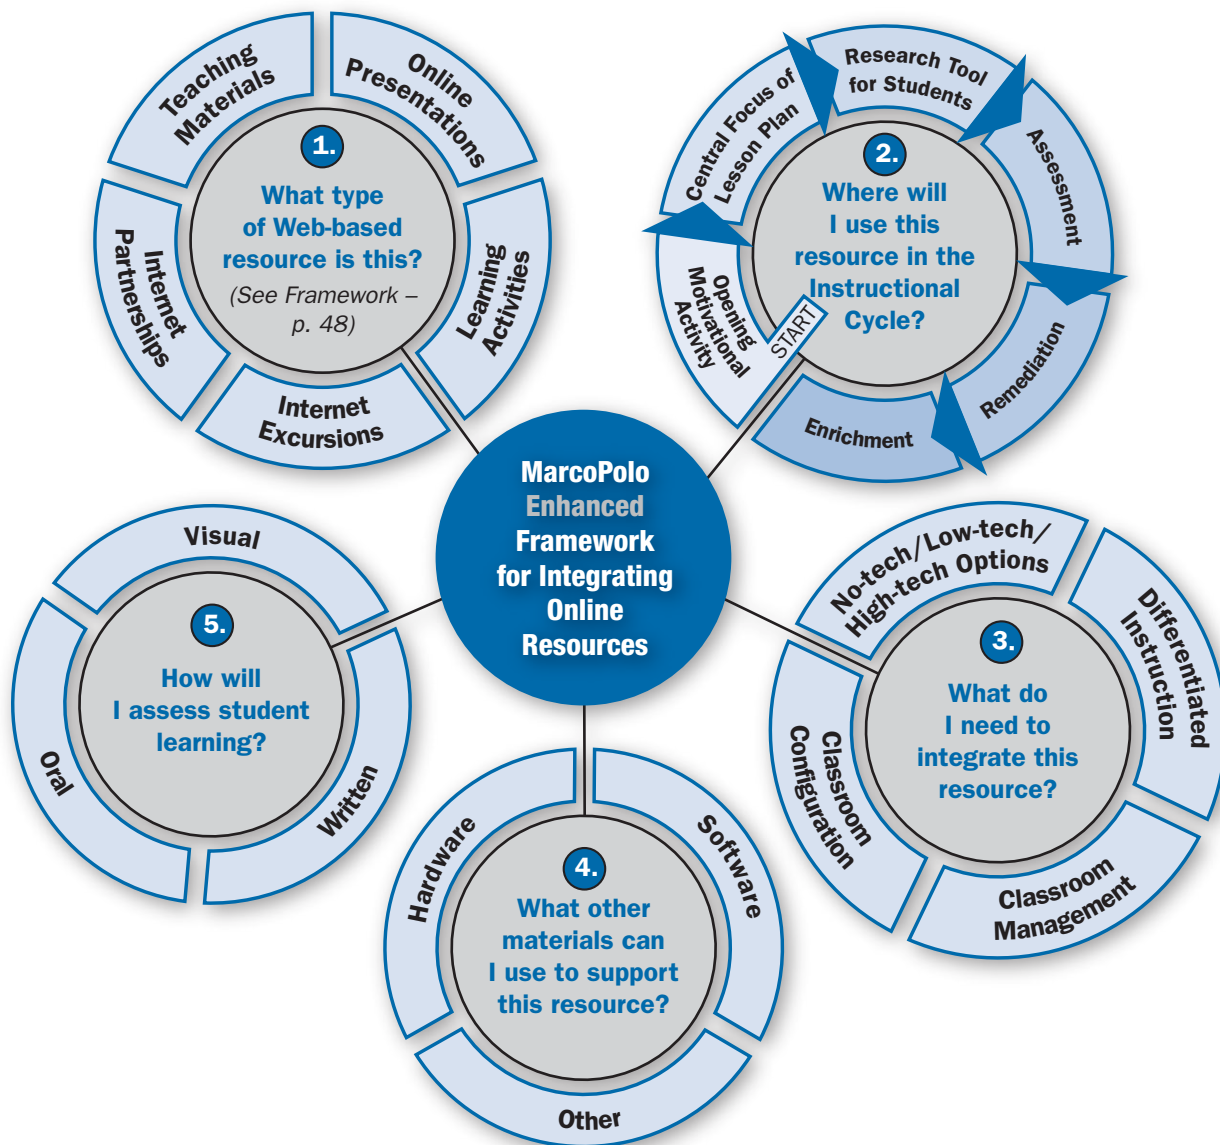 MarcoPolo
Enhanced
Framework
for Integrating
Online
Resources
1.
What type
of Web-based
resource is this?
(See Framework –
p. 48)
Teaching
Materials
Online
Presentations
Learning
Activities
Internet
Excursions
Internet
Partnerships
2.
Where will
I use this
resource in the
Instructional
Cycle?
START
Opening
Motivational
Activity
Central Focus of
Lesson Plan
Research Tool
for Students
Assessment
Remediation
Enrichment
3.
What do
I need to
integrate this
resource?
No-tech/Low-tech/
High-tech Options
Differentiated
Instruction
Classroom
Management
Classroom
Configuration
4.
What other
materials can
I use to support
this resource?
Hardware
Software
Other
5.
How will
I assess student
learning?
Visual
Written
Oral